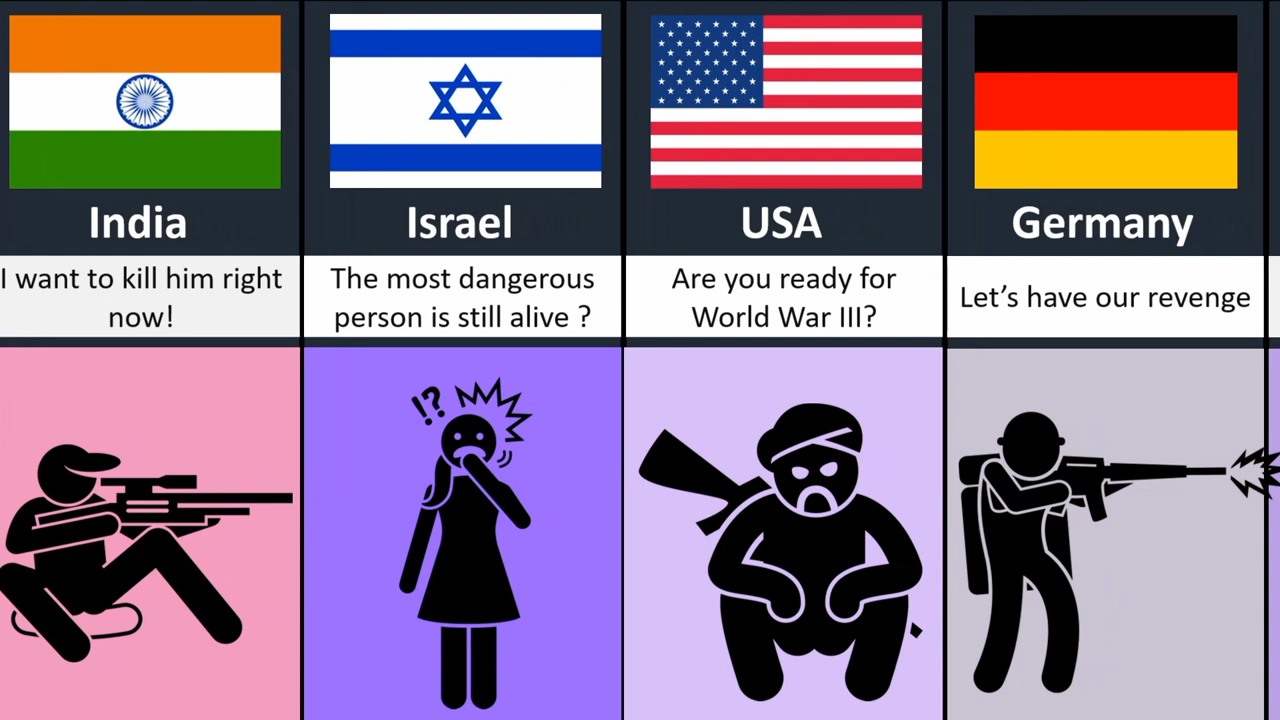 India
I want to kill him right
now!
Israel
The most dangerous
person is still alive ?
USA
Are you ready for
World War III?
Germany
Let’s have our revenge
!?